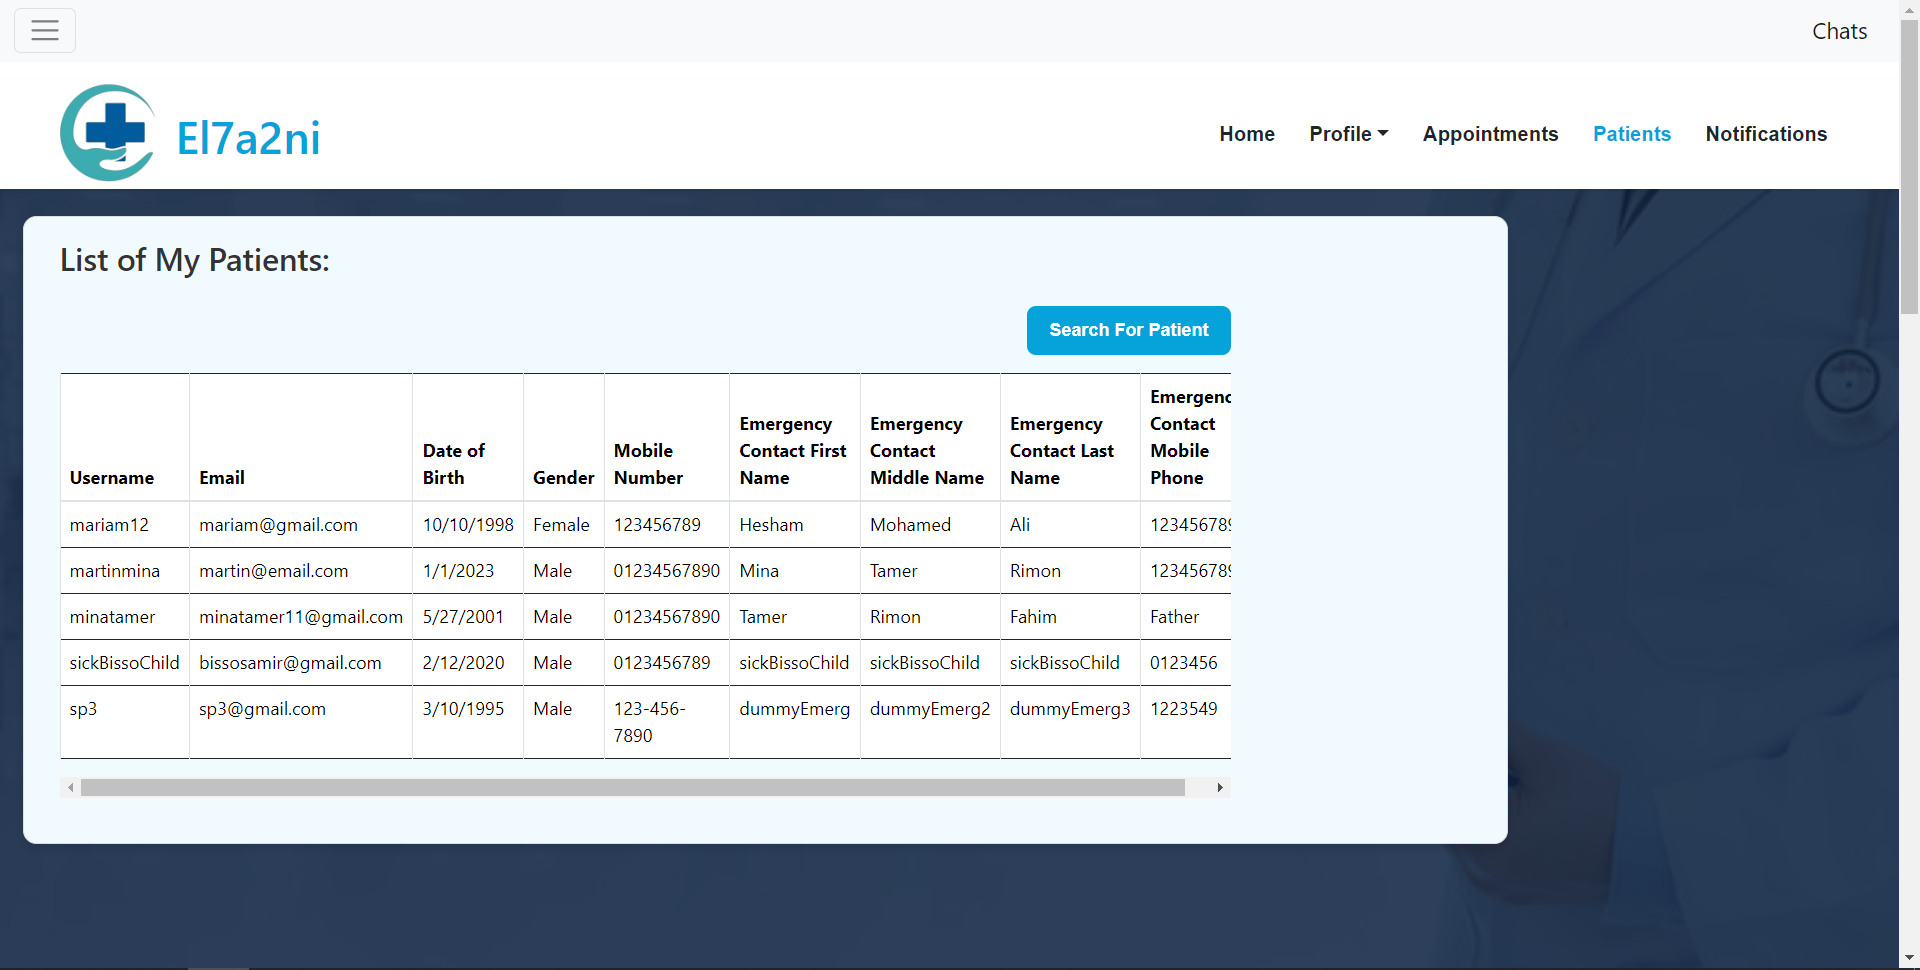 Chats
El7a2ni
Home Profile Appointments Patients Notifications
List of My Patients:
Search For Patient
Username Email Date of Birth Gender Mobile Number Emergency Contact First Name Emergency Contact Middle Name Emergency Contact Last Name Emergenc Contact Mobile Phone
mariam12 mariam@gmail.com 10/10/1998 Female 123456789 Hesham Mohamed Ali 123456789
martinmina martin@email.com 1/1/2023 Male 01234567890 Mina Tamer Rimon 123456789
minatamer minatamer11@gmail.com 5/27/2001 Male 01234567890 Tamer Rimon Fahim Father
sickBissoChild bissosamir@gmail.com 2/12/2020 Male 0123456789 sickBissoChild sickBissoChild sickBissoChild 0123456
sp3 sp3@gmail.com 3/10/1995 Male 123-456-7890 dummyEmerg dummyEmerg2 dummyEmerg3 1223549